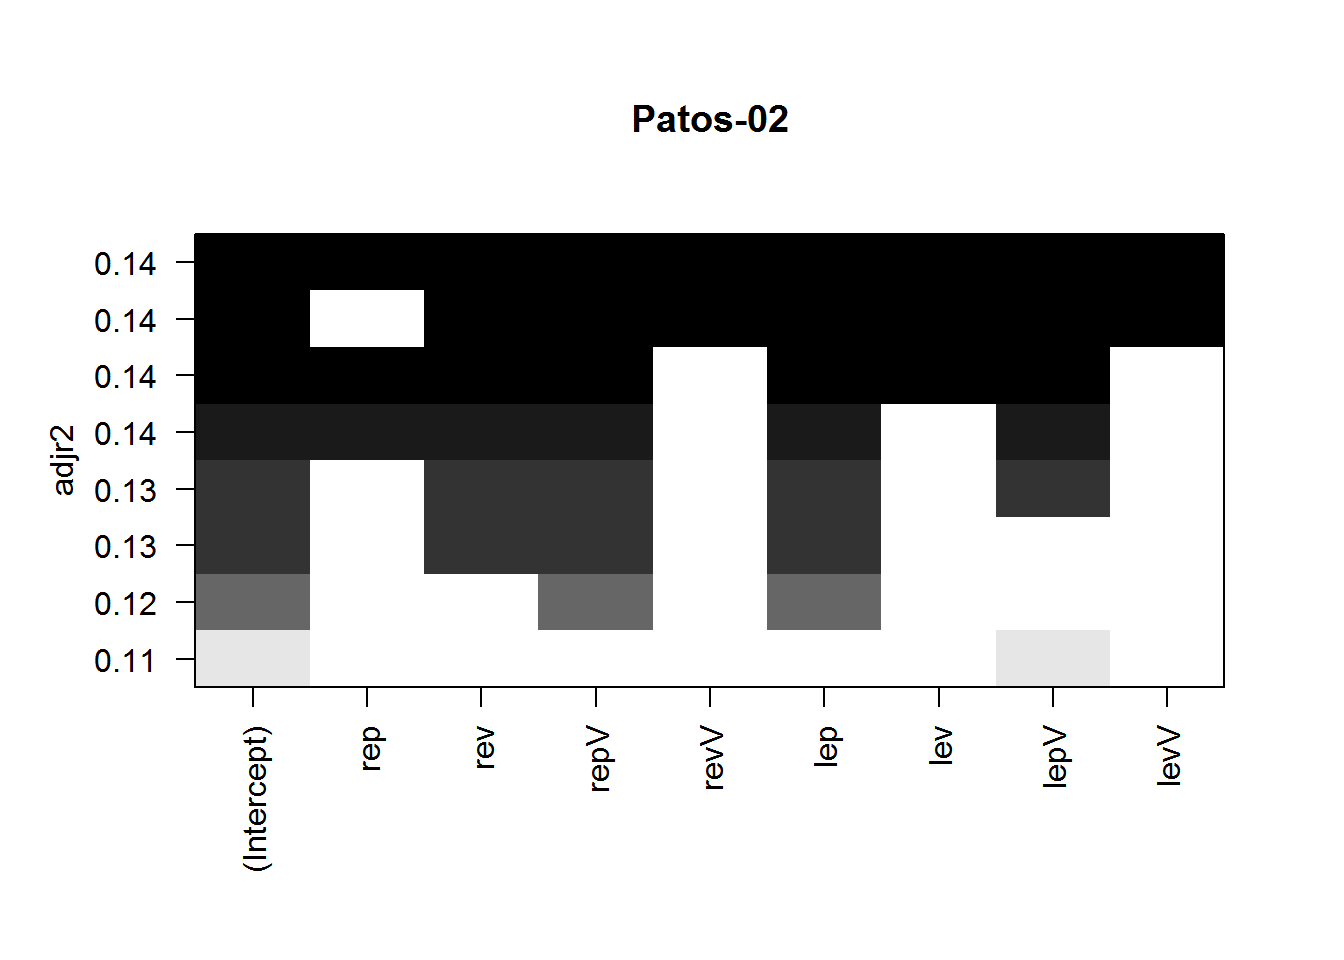 Patos-02
adjr2
0.14
0.14
0.14
0.14
0.13
0.13
0.12
0.11
(Intercept)
rep
rev
repV
revV
lep
lev
lepV
levV